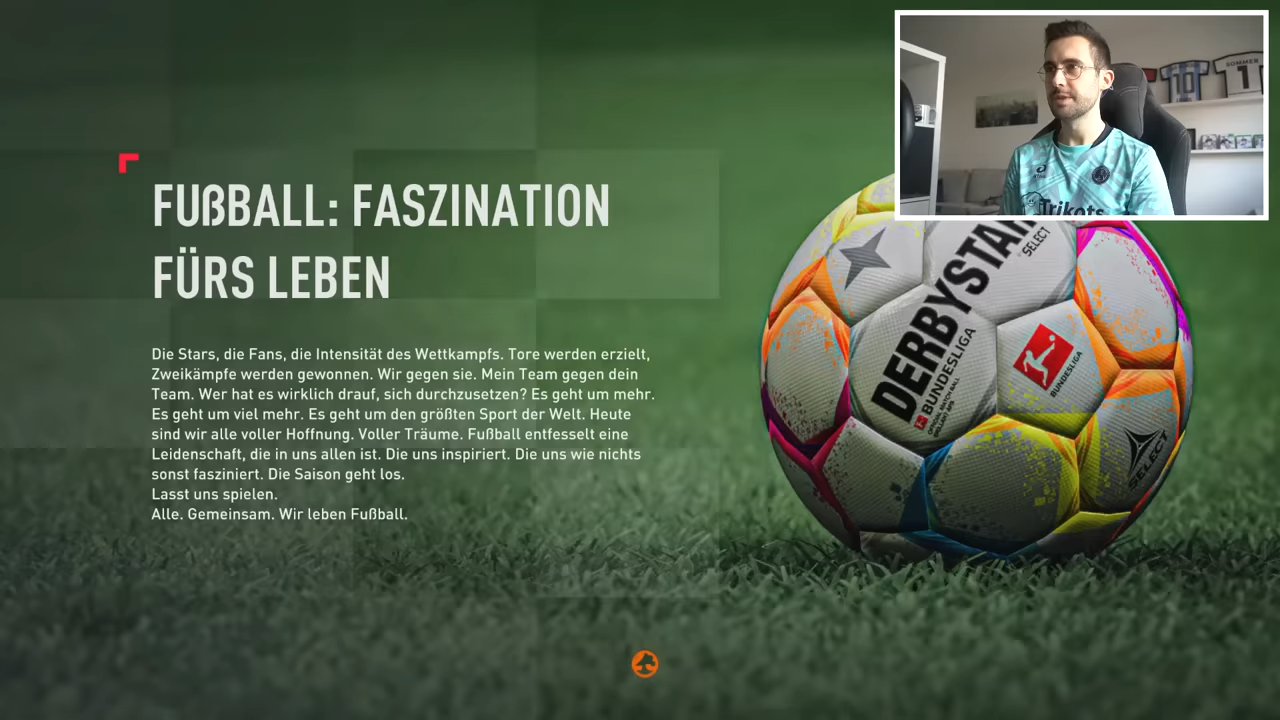 FUßBALL: FASZINATION
FÜRS LEBEN
Die Stars, die Fans, die Intensität des Wettkampfs. Tore werden erzielt,
Zweikämpfe werden gewonnen. Wir gegen sie. Mein Team gegen dein
Team. Wer hat es wirklich drauf, sich durchzusetzen? Es geht um mehr.
Es geht um viel mehr. Es geht um den größten Sport der Welt. Heute
sind wir alle voller Hoffnung. Voller Träume. Fußball entfesselt eine
Leidenschaft, die in uns allen ist. Die uns inspiriert. Die uns wie nichts
sonst fasziniert. Die Saison geht los.
Lasst uns spielen.
Alle. Gemeinsam. Wir leben Fußball.
10
SOMMER
1
Trikots
DERBYSTAR
SELECT
BUNDESLIGA
BUNDESLIGA
SELECT